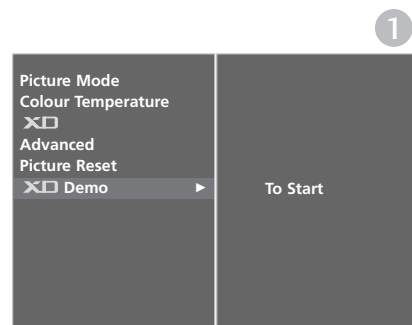 1
Picture Mode
Colour Temperature
XD
Advanced
Picture Reset
XD Demo ►
To Start